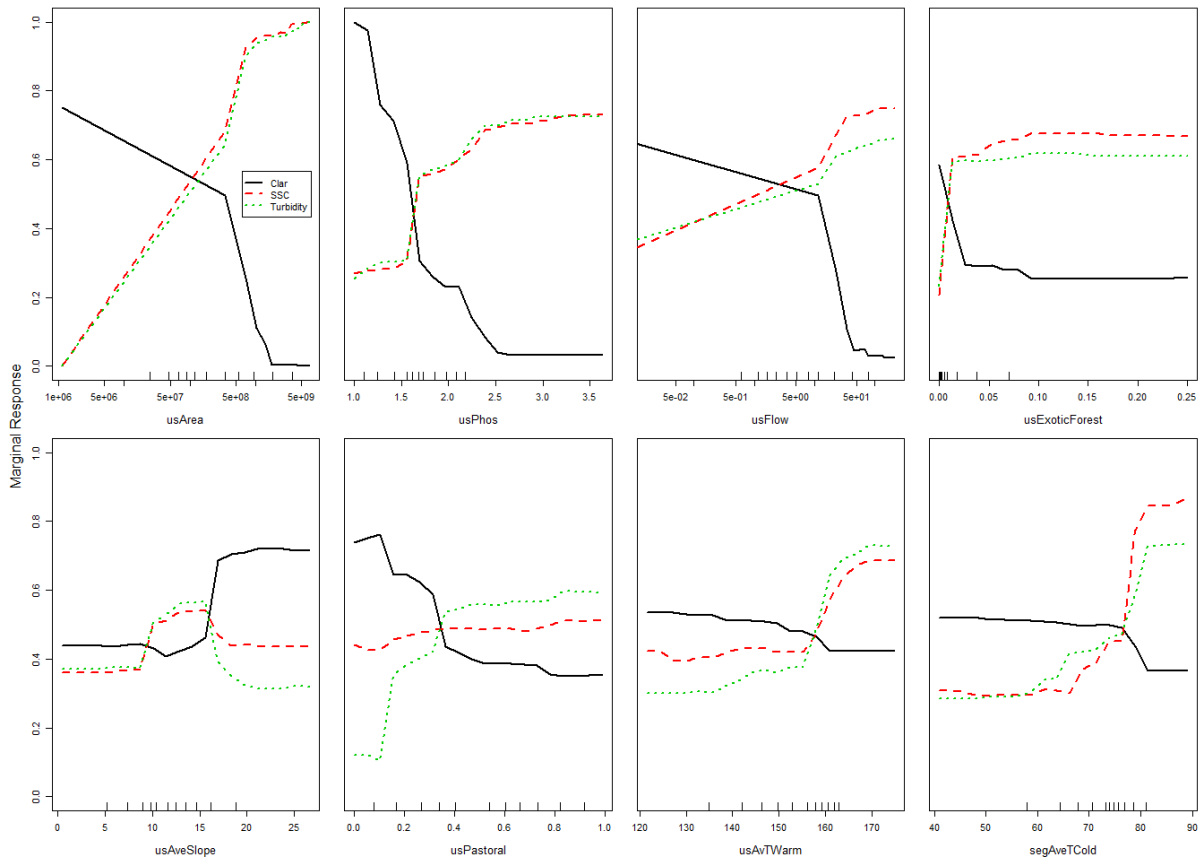 Marginal Response
0.0 0.2 0.4 0.6 0.8 1.0
Clar
SSC
Turbidity
1e+06 5e+06 5e+07 5e+08 5e+09
usArea
1.0 1.5 2.0 2.5 3.0 3.5
usPhos
5e-02 5e-01 5e+00 5e+01
usFlow
0.00 0.05 0.10 0.15 0.20 0.25
usExoticForest
0.0 0.2 0.4 0.6 0.8 1.0
0 5 10 15 20 25
usAveSlope
0.0 0.2 0.4 0.6 0.8 1.0
usPastoral
120 130 140 150 160 170
usAvTWarm
40 50 60 70 80 90
segAveTCold